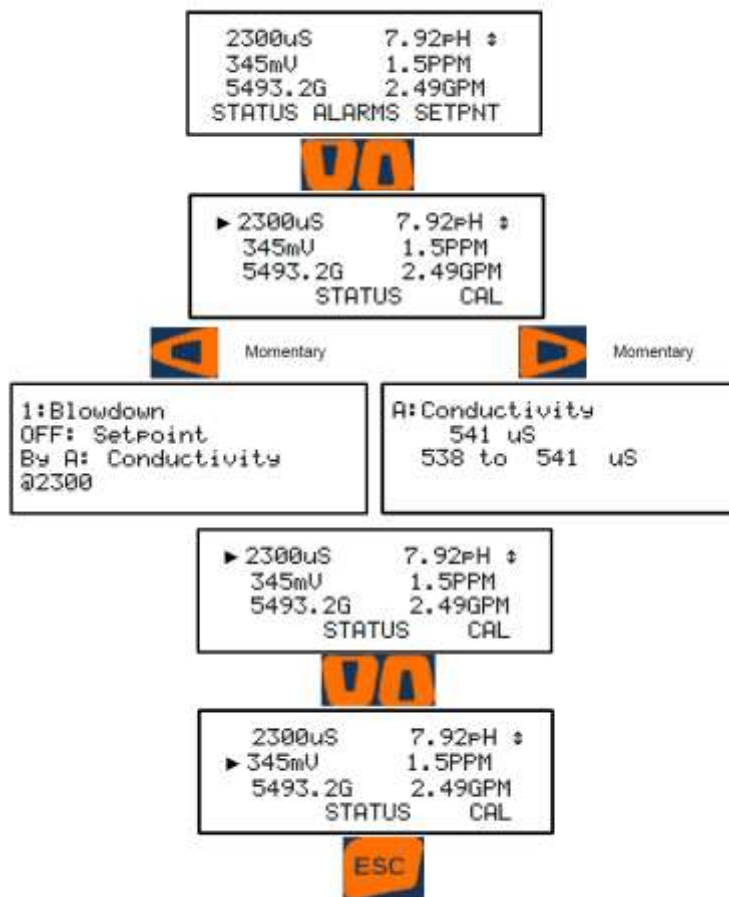 2300uS 7.92pH ⇕
345mV 1.5PPM
5493.2G 2.49GPM
STATUS ALARMS SETPNT
▶ 2300uS 7.92pH ⇕
345mV 1.5PPM
5493.2G 2.49GPM
STATUS CAL
Momentary
Momentary
1:Blowdown
OFF: Setpoint
By A: Conductivity
@2300
A:Conductivity
541 uS
538 to 541 uS
▶ 2300uS 7.92pH ⇕
345mV 1.5PPM
5493.2G 2.49GPM
STATUS CAL
2300uS 7.92pH ⇕
▶ 345mV 1.5PPM
5493.2G 2.49GPM
STATUS CAL
ESC